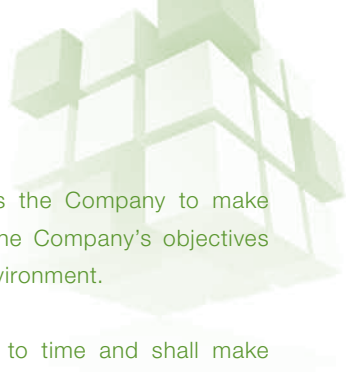 s the Company to make
he Company's objectives
vironment.
to time and shall make